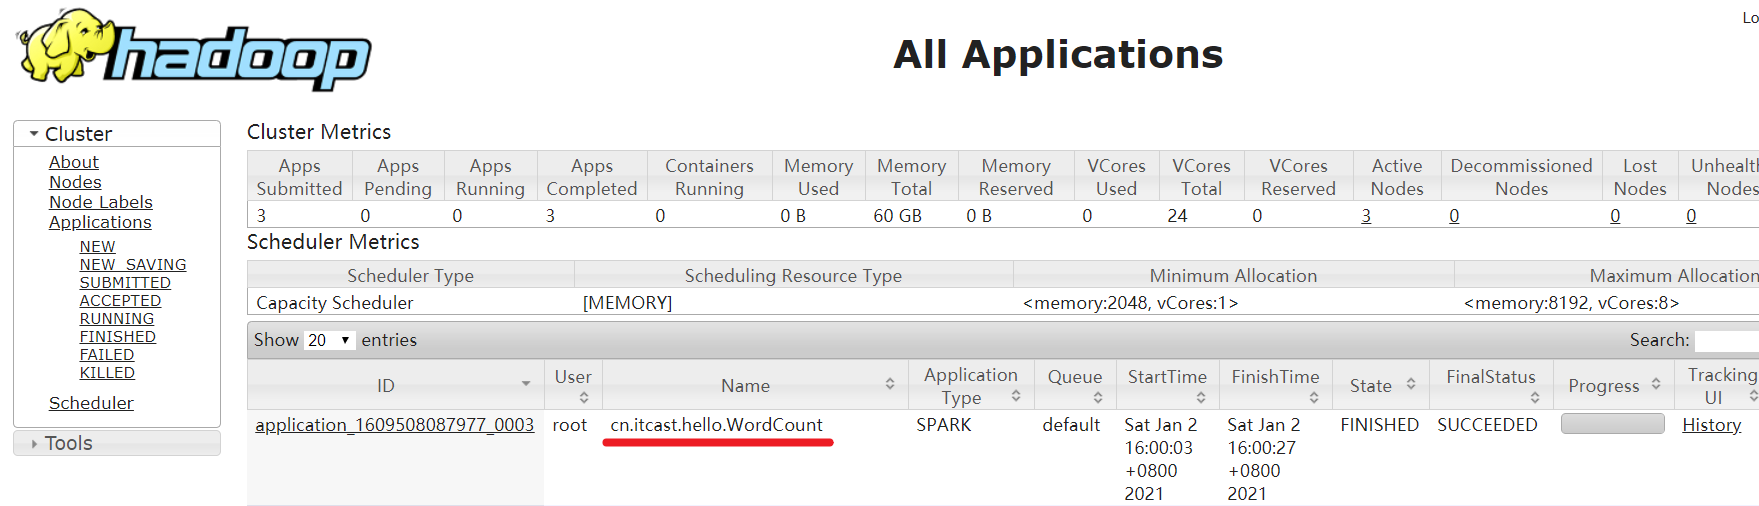 hadoop
Lo
All Applications
Cluster
About
Nodes
Node Labels
Applications
NEW
NEW_SAVING
SUBMITTED
ACCEPTED
RUNNING
FINISHED
FAILED
KILLED
Scheduler
Tools
Cluster Metrics
Apps Submitted Apps Pending Apps Running Apps Completed Containers Running Memory Used Memory Total Memory Reserved VCores Used VCores Total VCores Reserved Active Nodes Decommissioned Nodes Lost Nodes Unhealth Nodes
3 0 0 3 0 0 B 60 GB 0 B 0 24 0 3 0 0 0
Scheduler Metrics
Scheduler Type Scheduling Resource Type Minimum Allocation Maximum Allocation
Capacity Scheduler [MEMORY] <memory:2048, vCores:1> <memory:8192, vCores:8>
Show 20 entries Search:
ID User Name Application Type Queue StartTime FinishTime State FinalStatus Progress Tracking UI
application_1609508087977_0003 root cn.itcast.hello.WordCount SPARK default Sat Jan 2 16:00:03 +0800 2021 Sat Jan 2 16:00:27 +0800 2021 FINISHED SUCCEEDED History